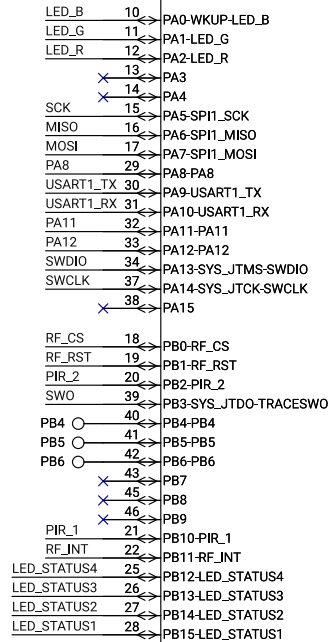 LED_B 10 PA0-WKUP-LED_B
LED_G 11 PA1-LED_G
LED_R 12 PA2-LED_R
13 PA3
14 PA4
SCK 15 PA5-SPI1_SCK
MISO 16 PA6-SPI1_MISO
MOSI 17 PA7-SPI1_MOSI
PA8 29 PA8-PA8
USART1_TX 30 PA9-USART1_TX
USART1_RX 31 PA10-USART1_RX
PA11 32 PA11-PA11
PA12 33 PA12-PA12
SWDIO 34 PA13-SYS_JTMS-SWDIO
SWCLK 37 PA14-SYS_JTCK-SWCLK
38 PA15
RF_CS 18 PB0-RF_CS
RF_RST 19 PB1-RF_RST
PIR_2 20 PB2-PIR_2
SWO 39 PB3-SYS_JTDO-TRACESWO
PB4 40 PB4-PB4
PB5 41 PB5-PB5
PB6 42 PB6-PB6
43 PB7
45 PB8
46 PB9
PIR_1 21 PB10-PIR_1
RF_INT 22 PB11-RF_INT
LED_STATUS4 25 PB12-LED_STATUS4
LED_STATUS3 26 PB13-LED_STATUS3
LED_STATUS2 27 PB14-LED_STATUS2
LED_STATUS1 28 PB15-LED_STATUS1